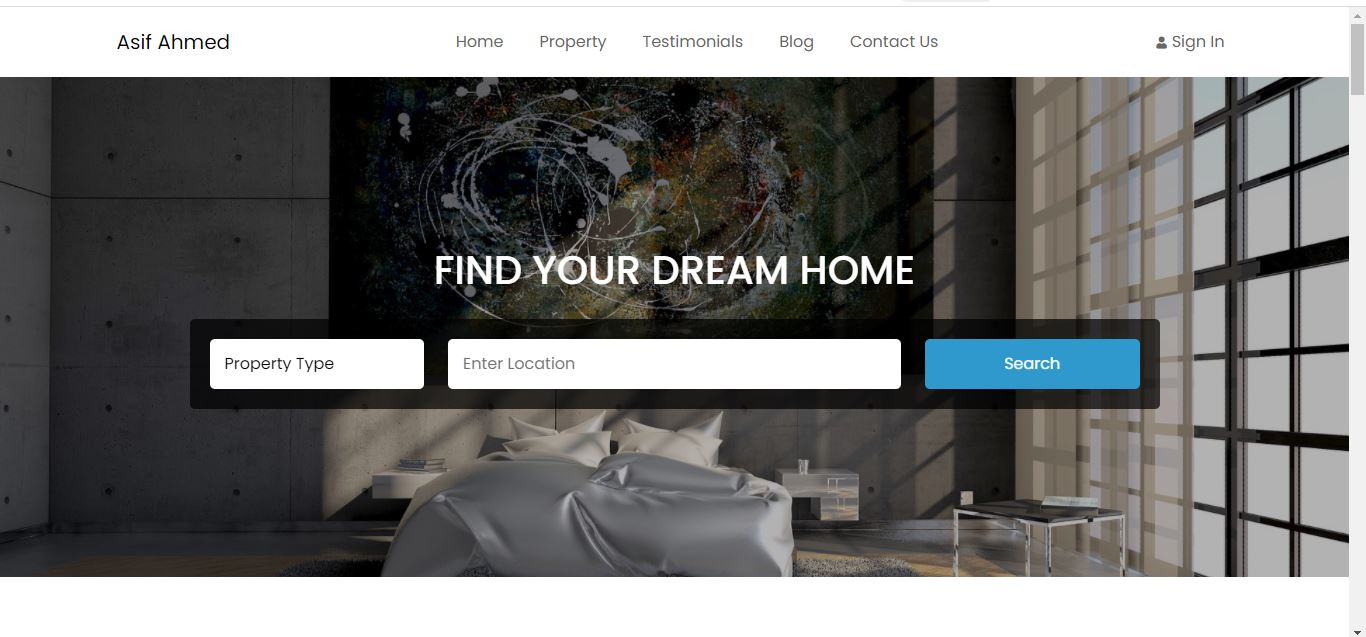 Asif Ahmed Home Property Testimonials Blog Contact Us Sign In
FIND YOUR DREAM HOME
Property Type Enter Location Search